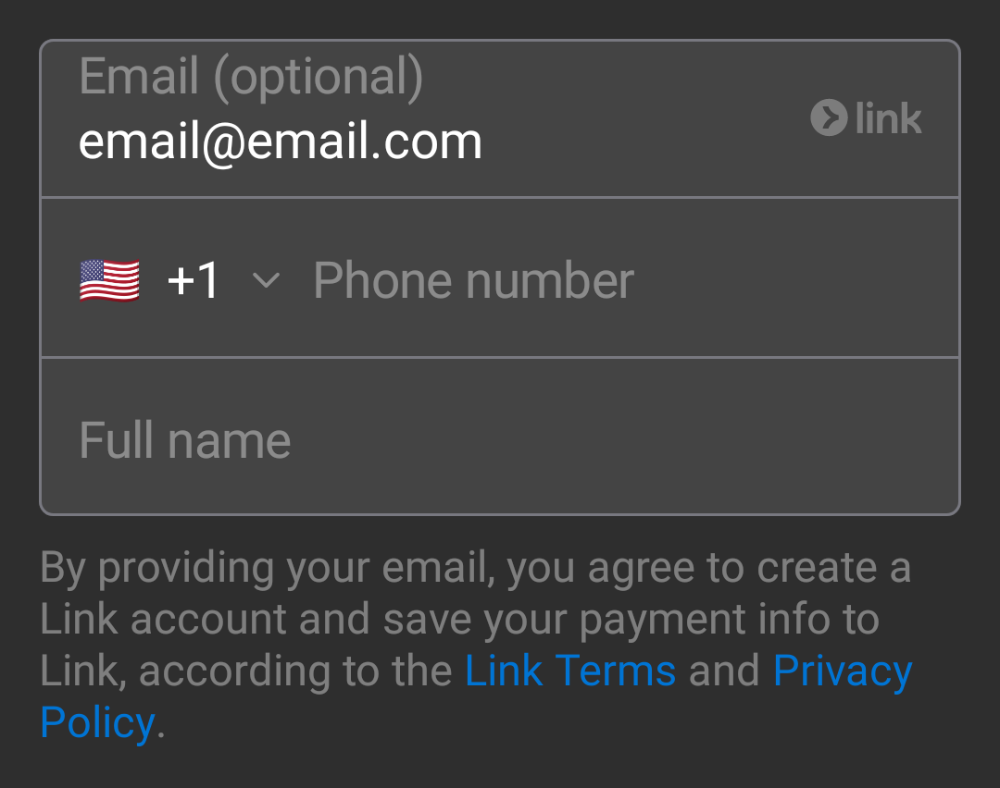 Email (optional)
email@email.com
link
+1 Phone number
Full name
By providing your email, you agree to create a
Link account and save your payment info to
Link, according to the Link Terms and Privacy
Policy.